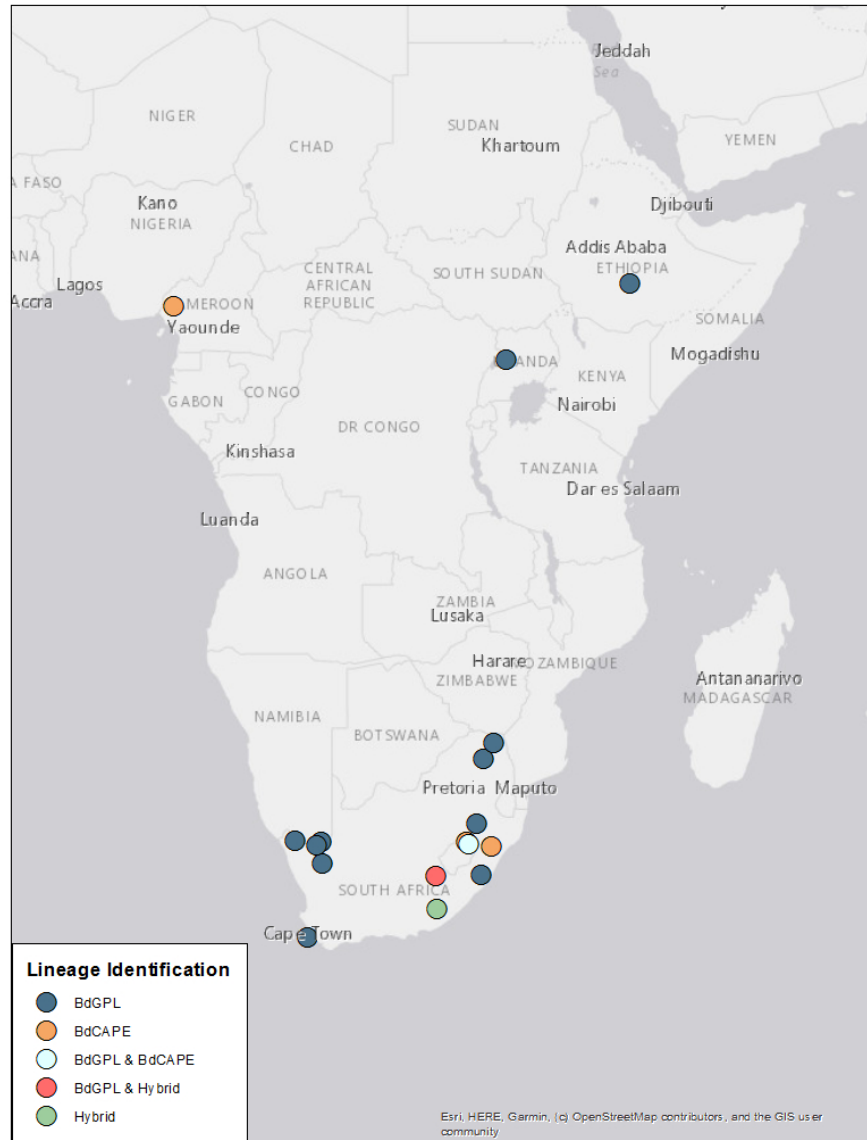 Jeddah
Sea
NIGER
SUDAN
YEMEN
CHAD
Khartoum
A FASO
Kano
Djibouti
NIGERIA
Addis Ababa
ANA
CENTRAL
AFRICAN
REPUBLIC
SOUTH SUDAN
ETHIOPIA
Lagos
Accra
MEROON
SOMALIA
Yaounde
Mogadishu
ANDA
KENYA
GABON
CONGO
Nairobi
DR CONGO
Kinshasa
TANZANIA
Dar es Salaam
Luanda
ANGOLA
ZAMBIA
Lusaka
Harare
MOZAMBIQUE
ZIMBABWE
Antananarivo
MADAGASCAR
NAMIBIA
BOTSWANA
Pretoria Maputo
SOUTH AFRICA
Cape Town
Lineage Identification
BdGPL
BdCAPE
BdGPL & BdCAPE
BdGPL & Hybrid
Hybrid
Esri, HERE, Garmin, (c) OpenStreetMap contributors, and the GIS user
community